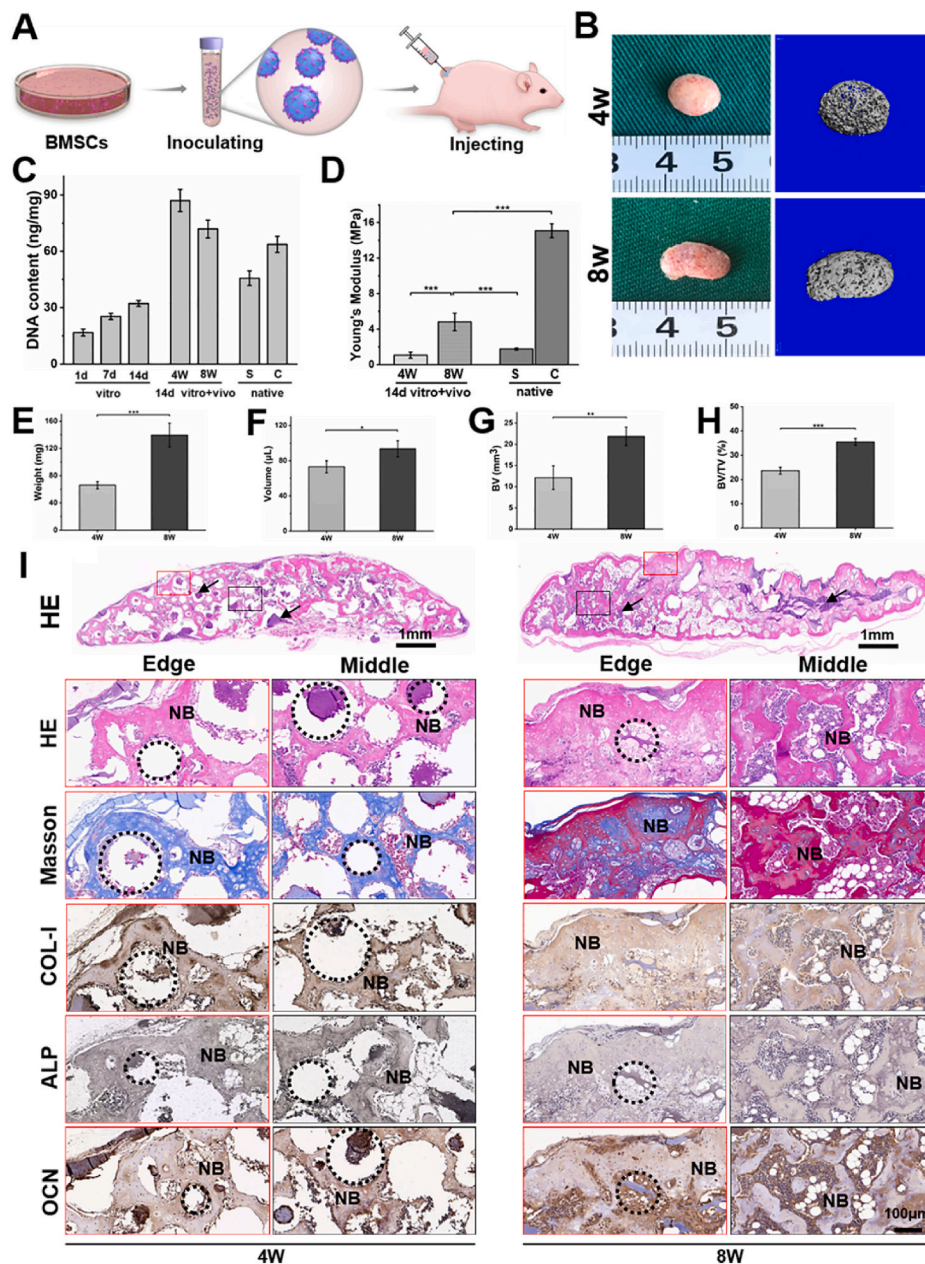 A
BMSCs
Inoculating
Injecting
B
4w
4 5
8w
4 5
C
DNA content (ng/mg)
90
60
30
0
1d 7d 14d 4W 8W S C
vitro 14d vitro+vivo native
D
Young's Modulus (MPa)
16
12
8
4
0
***
***
***
4W 8W S C
14d vitro+vivo native
E
Weight (mg)
160
120
80
40
0
***
4W 8W
F
Volume (µL)
120
80
40
0
*
4W 8W
G
BV (mm3)
25
20
15
10
5
0
**
4W 8W
H
BV/TV (%)
50
40
30
20
10
0
***
4W 8W
I
HE
1mm
1mm
Edge Middle Edge Middle
HE
NB NB NB NB
Masson
NB NB NB NB
COL-I
NB NB NB NB
ALP
NB NB NB NB
OCN
NB NB NB NB
100µm
4W 8W